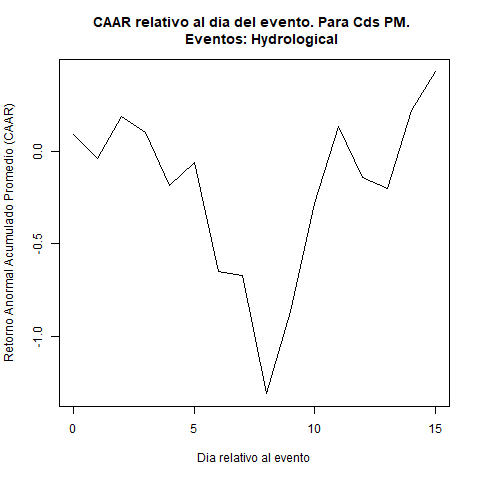 CAAR relativo al dia del evento. Para Cds PM.
Eventos: Hydrological
Retorno Anormal Acumulado Promedio (CAAR)
0.0
-0.5
-1.0
0
5
10
15
Dia relativo al evento